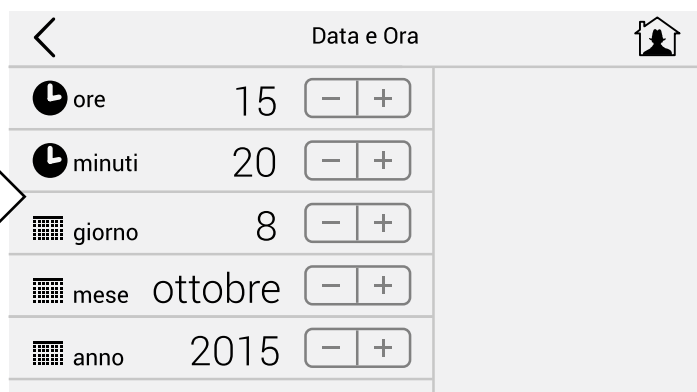 Data e Ora
ore 15 − +
minuti 20 − +
giorno 8 − +
mese ottobre − +
anno 2015 − +